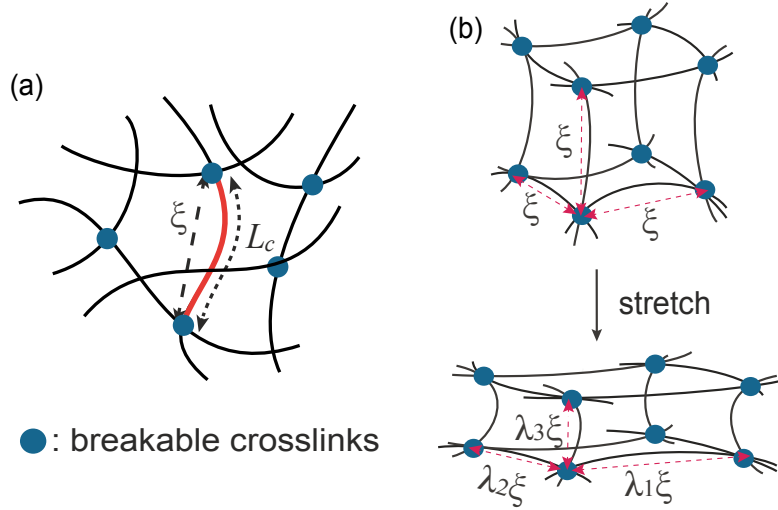 (a)
ξ
L_c
: breakable crosslinks
(b)
ξ
ξ
ξ
stretch
λ₃ξ
λ₂ξ
λ₁ξ